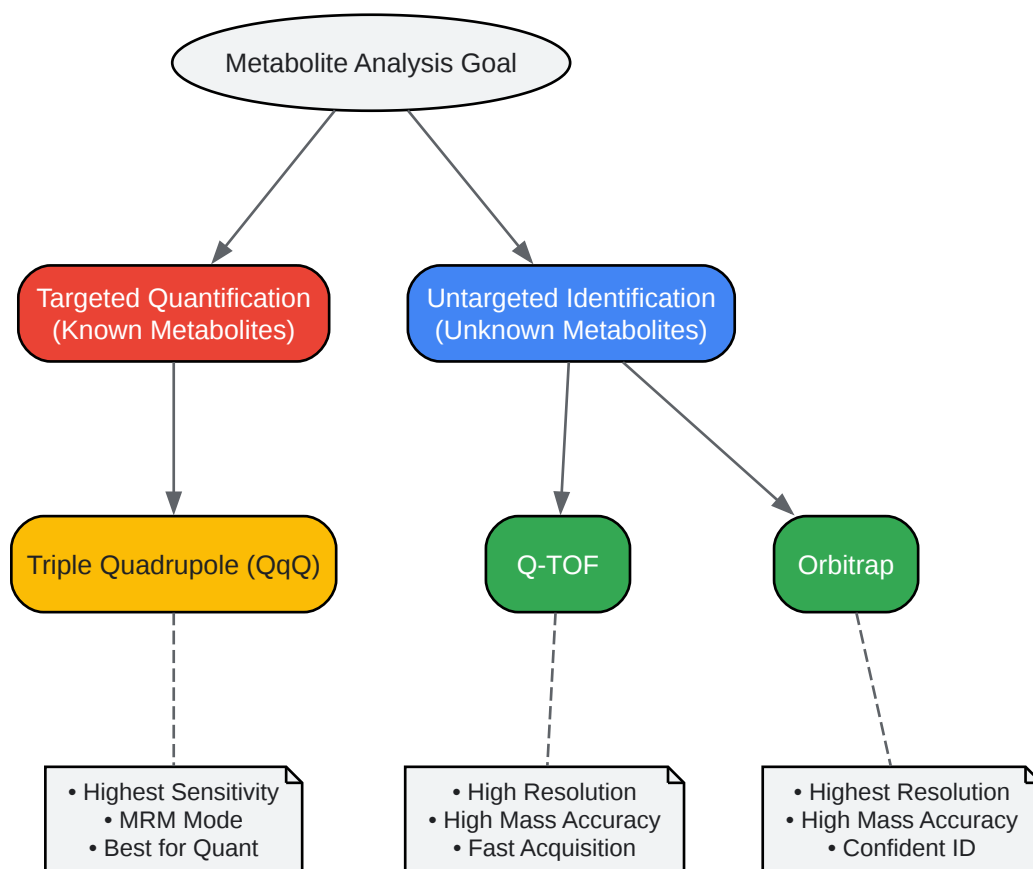 Metabolite Analysis Goal
Targeted Quantification
(Known Metabolites)
Untargeted Identification
(Unknown Metabolites)
Triple Quadrupole (QqQ)
Q-TOF
Orbitrap
• Highest Sensitivity
• MRM Mode
• Best for Quant
• High Resolution
• High Mass Accuracy
• Fast Acquisition
• Highest Resolution
• High Mass Accuracy
• Confident ID